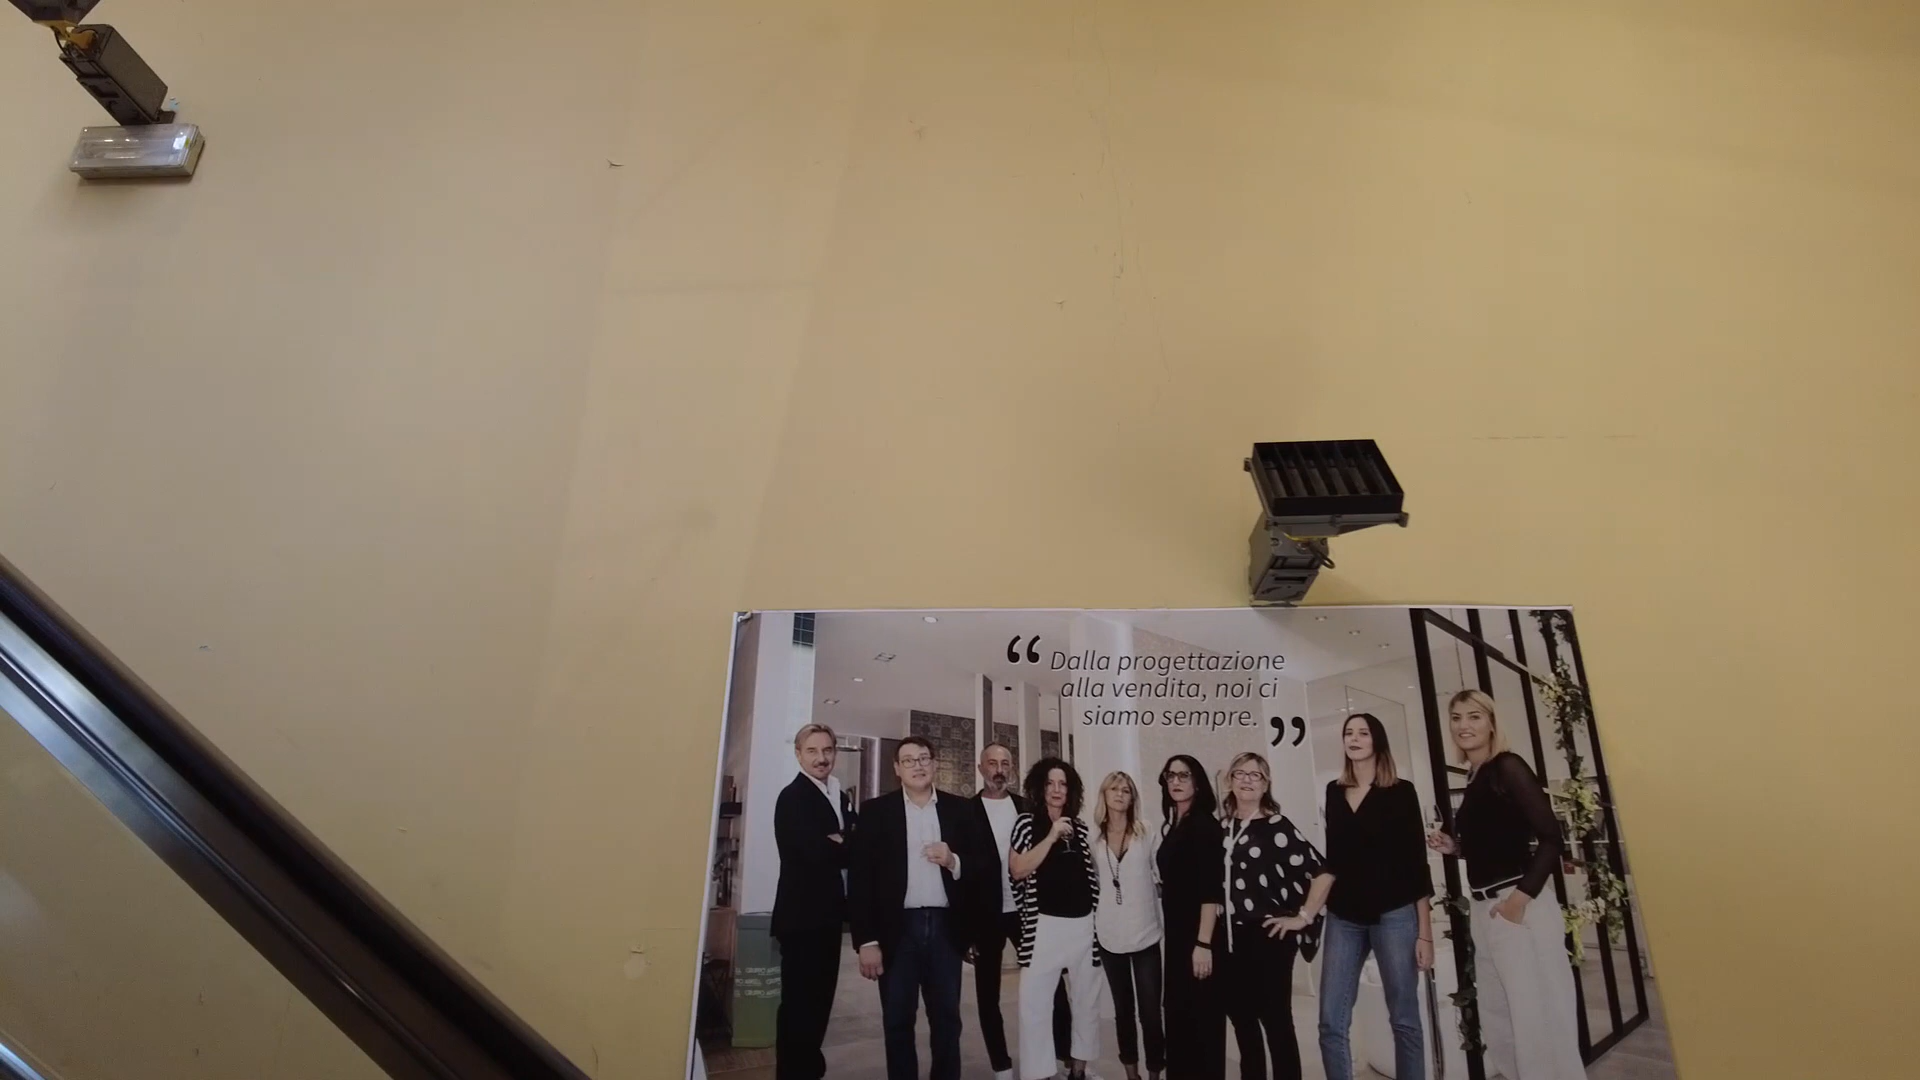 “ Dalla progettazione
alla vendita, noi ci
siamo sempre. ”